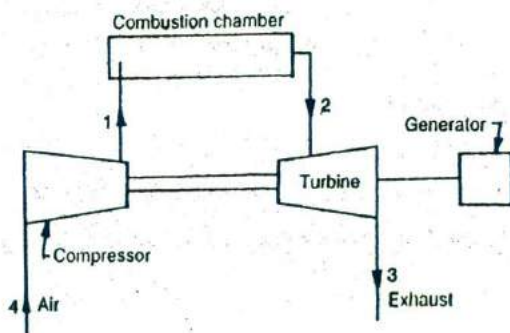 Combustion chamber
1
2
Generator
Turbine
Compressor
3
4 Air
Exhaust